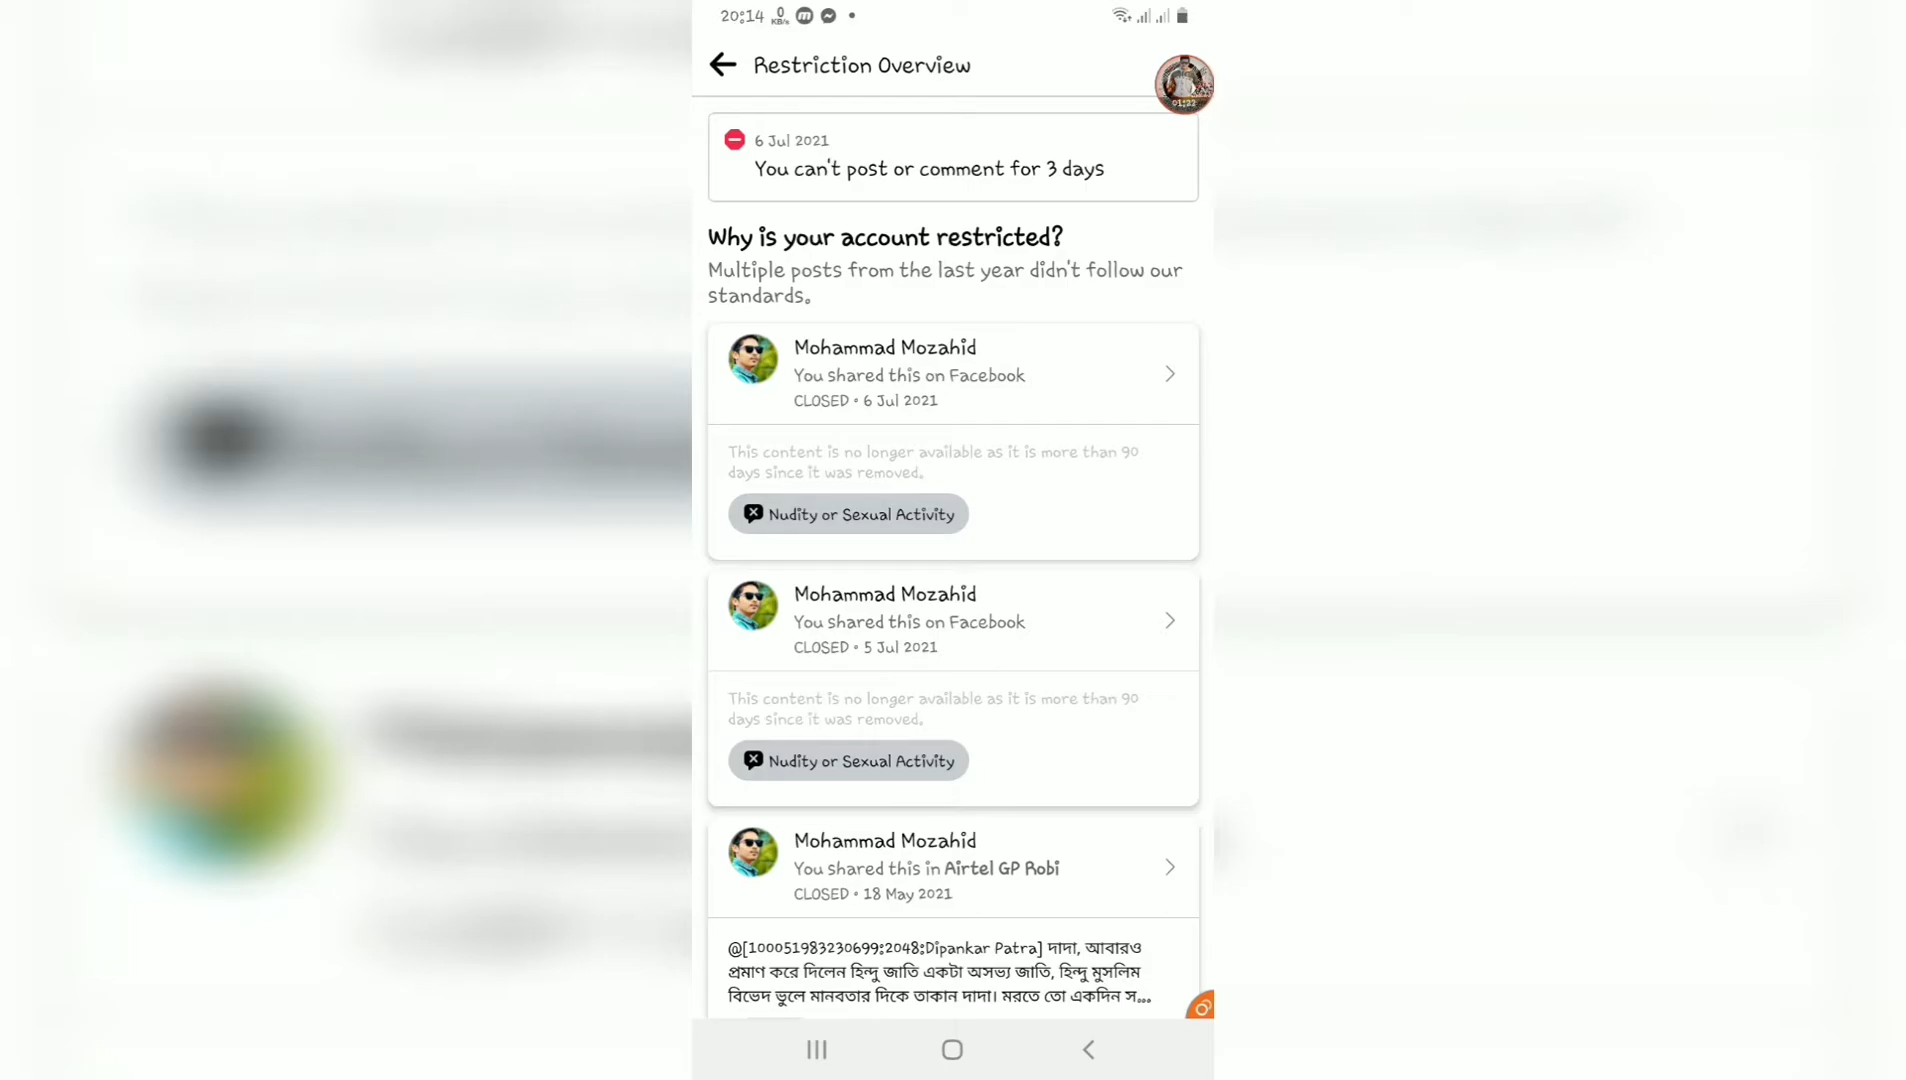 20:14 0 KB/s
Restriction Overview
01:22
6 Jul 2021
You can't post or comment for 3 days
Why is your account restricted?
Multiple posts from the last year didn't follow our
standards.
Mohammad Mozahid
You shared this on Facebook
CLOSED • 6 Jul 2021
This content is no longer available as it is more than 90
days since it was removed.
Nudity or Sexual Activity
Mohammad Mozahid
You shared this on Facebook
CLOSED • 5 Jul 2021
This content is no longer available as it is more than 90
days since it was removed.
Nudity or Sexual Activity
Mohammad Mozahid
You shared this in Airtel GP Robi
CLOSED • 18 May 2021
@[100051983230699:2048:Dipankar Patra] দাদা, আবারও
প্রমাণ করে দিলেন হিন্দু জাতি একটা অসভ্য জাতি, হিন্দু মুসলিম
বিভেদ ভুলে মানবতার দিকে তাকান দাদা। মরতে তো একদিন স...